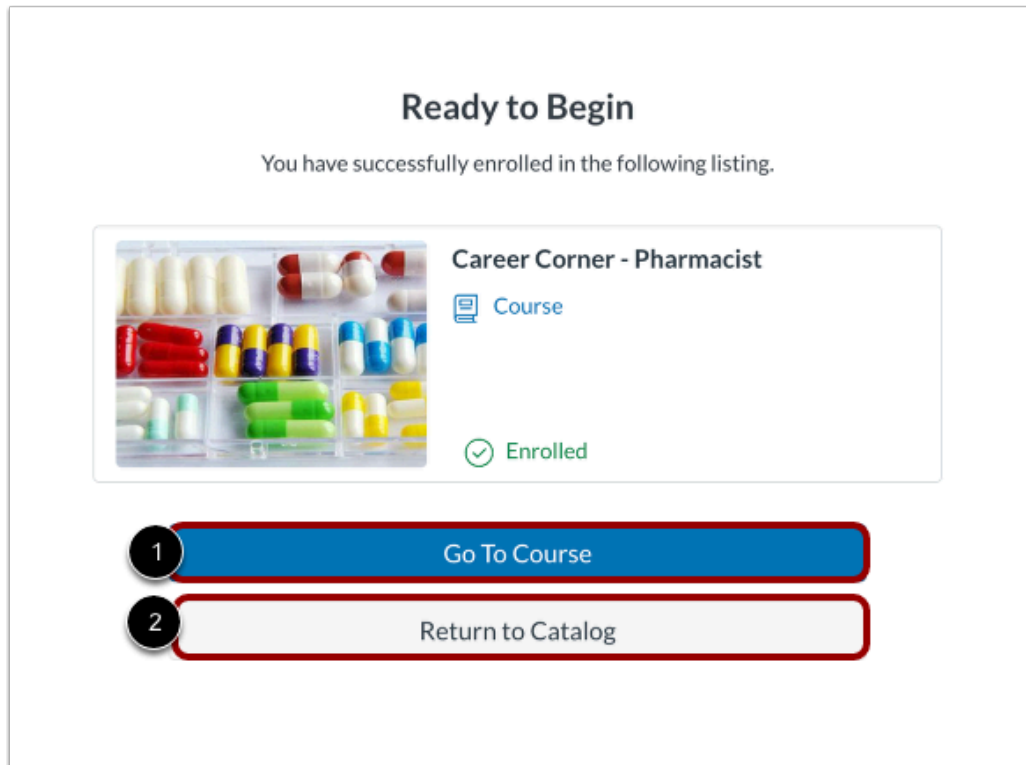 Ready to Begin
You have successfully enrolled in the following listing.
Career Corner - Pharmacist
Course
Enrolled
1
Go To Course
2
Return to Catalog